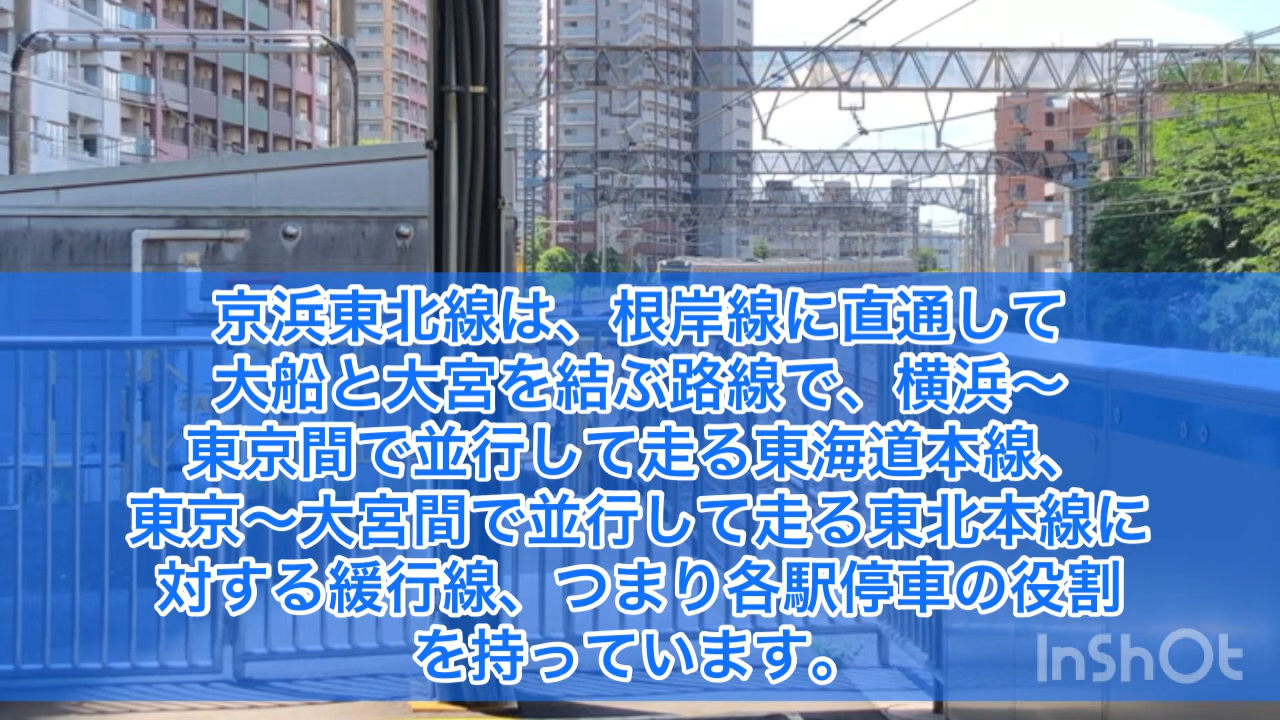 京浜東北線は、根岸線に直通して
大船と大宮を結ぶ路線で、横浜〜
東京間で並行して走る東海道本線、
東京〜大宮間で並行して走る東北本線に
対する緩行線、つまり各駅停車の役割
を持っています。
InShOt